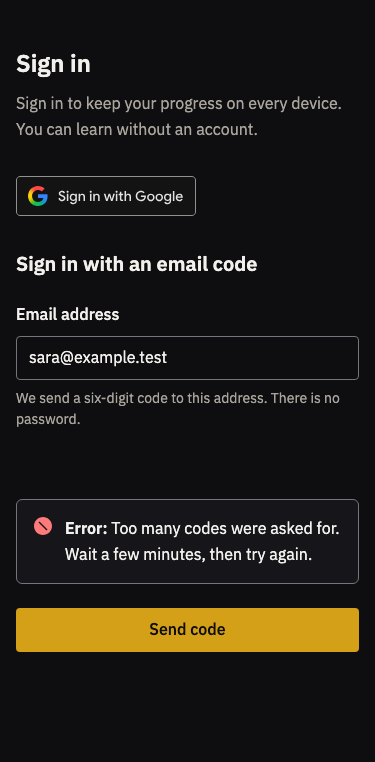 Sign in
Sign in to keep your progress on every device.
You can learn without an account.
Sign in with Google
Sign in with an email code
Email address
sara@example.test
We send a six-digit code to this address. There is no
password.
Error: Too many codes were asked for.
Wait a few minutes, then try again.
Send code